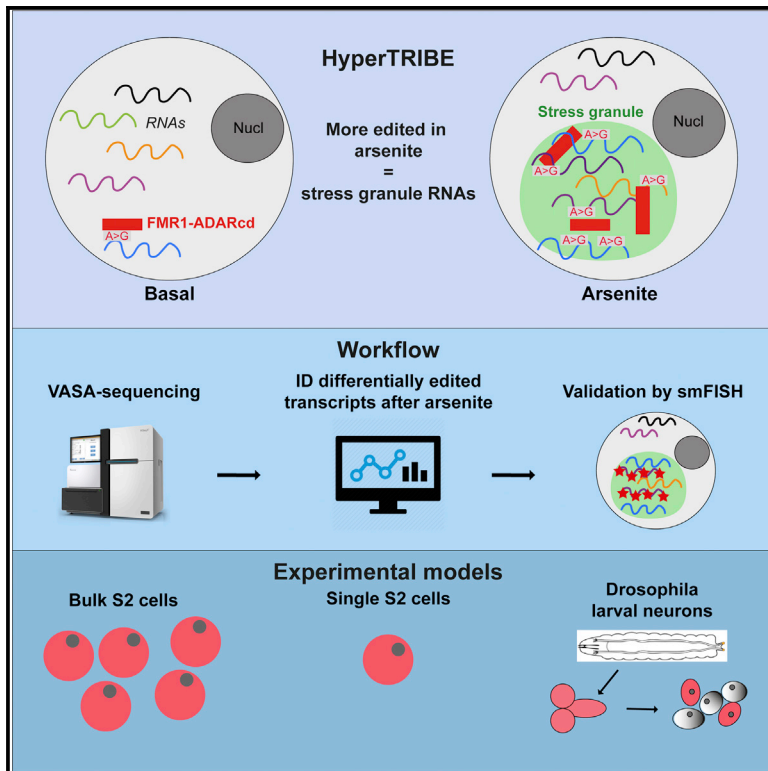 HyperTRIBE
RNAs
Nucl
FMR1-ADARcd
A>G
Basal
More edited in
arsenite
=
stress granule RNAs
Stress granule
Nucl
A>G
A>G
A>G
A>G
A>G A>G
Arsenite
Workflow
VASA-sequencing
ID differentially edited
transcripts after arsenite
Validation by smFISH
Experimental models
Bulk S2 cells
Single S2 cells
Drosophila
larval neurons